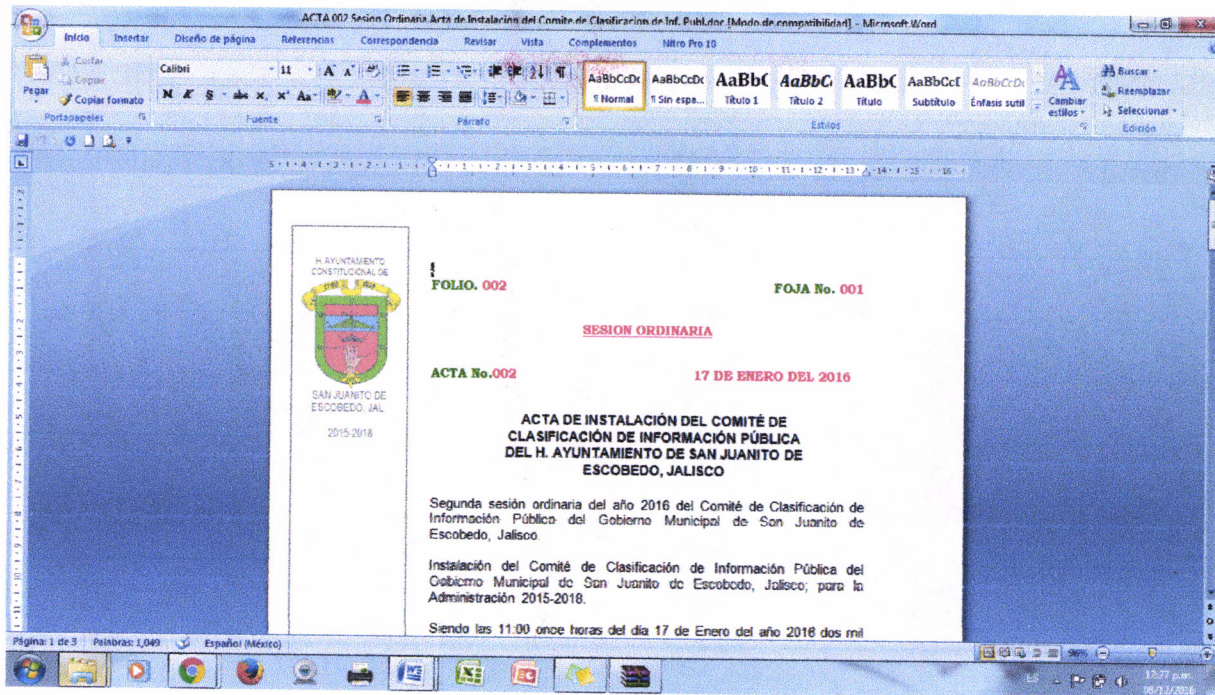 ACTA 002 Sesion Ordinaria Acta de Instalacion del Comite de Clasificacion de Inf. Publ.doc [Modo de compatibilidad] - Microsoft Word
Inicio Insertar Diseño de página Referencias Correspondencia Revisar Vista Complementos Nitro Pro 10
Pegar
Cortar
Copiar
Copiar formato
Portapapeles
Calibri 11
Fuente
Párrafo
AaBbCcDc AaBbCcDc AaBbC AaBbC AaBbC AaBbCcI AaBbCcDc
¶ Normal ¶ Sin espa... Título 1 Título 2 Título Subtítulo Énfasis sutil
Estilos
Cambiar estilos
Buscar
Reemplazar
Seleccionar
Edición
H. AYUNTAMIENTO
CONSTITUCIONAL DE
SAN JUANITO DE
ESCOBEDO, JAL.
2015-2018
FOLIO. 002 FOJA No. 001
SESION ORDINARIA
ACTA No.002 17 DE ENERO DEL 2016
ACTA DE INSTALACIÓN DEL COMITÉ DE
CLASIFICACIÓN DE INFORMACIÓN PÚBLICA
DEL H. AYUNTAMIENTO DE SAN JUANITO DE
ESCOBEDO, JALISCO
Segunda sesión ordinaria del año 2016 del Comité de Clasificación de
Información Pública del Gobierno Municipal de San Juanito de
Escobedo, Jalisco.
Instalación del Comité de Clasificación de Información Pública del
Gobierno Municipal de San Juanito de Escobedo, Jalisco; para la
Administración 2015-2018.
Siendo las 11:00 once horas del día 17 de Enero del año 2016 dos mil
Página: 1 de 3 Palabras: 1,049 Español (México) 96%
ES 12:27 p.m.
08/12/2016